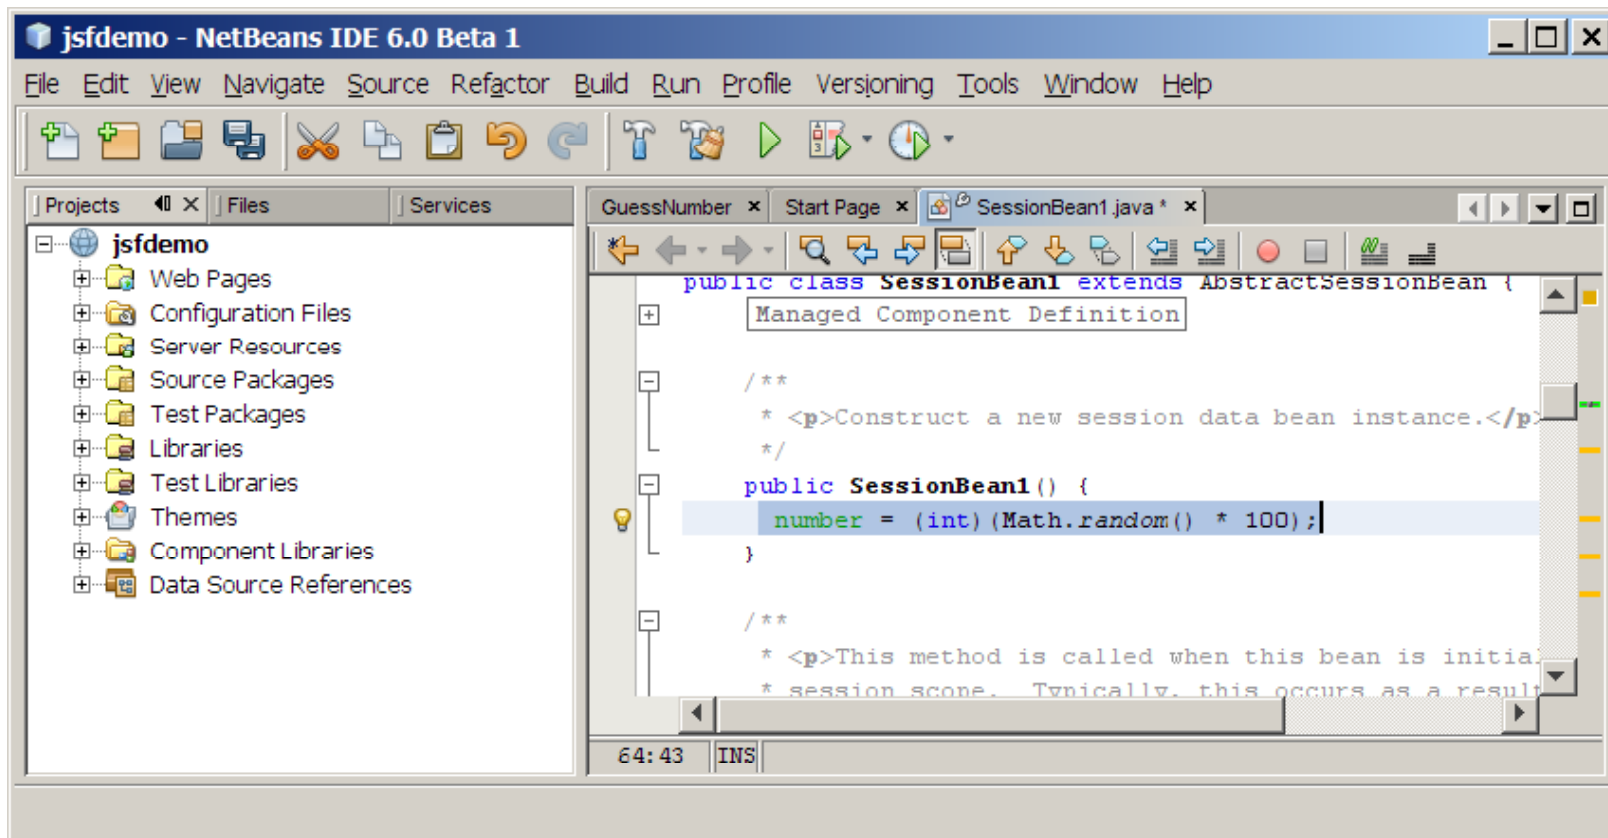 jsfdemo - NetBeans IDE 6.0 Beta 1
File Edit View Navigate Source Refactor Build Run Profile Versioning Tools Window Help
Projects Files Services
GuessNumber Start Page SessionBean1.java *
jsfdemo
Web Pages
Configuration Files
Server Resources
Source Packages
Test Packages
Libraries
Test Libraries
Themes
Component Libraries
Data Source References
public class SessionBean1 extends AbstractSessionBean {
Managed Component Definition
/**
* <p>Construct a new session data bean instance.</p>
*/
public SessionBean1() {
number = (int)(Math.random() * 100);
}
/**
* <p>This method is called when this bean is initia
* session scope. Typically, this occurs as a result
64:43 INS